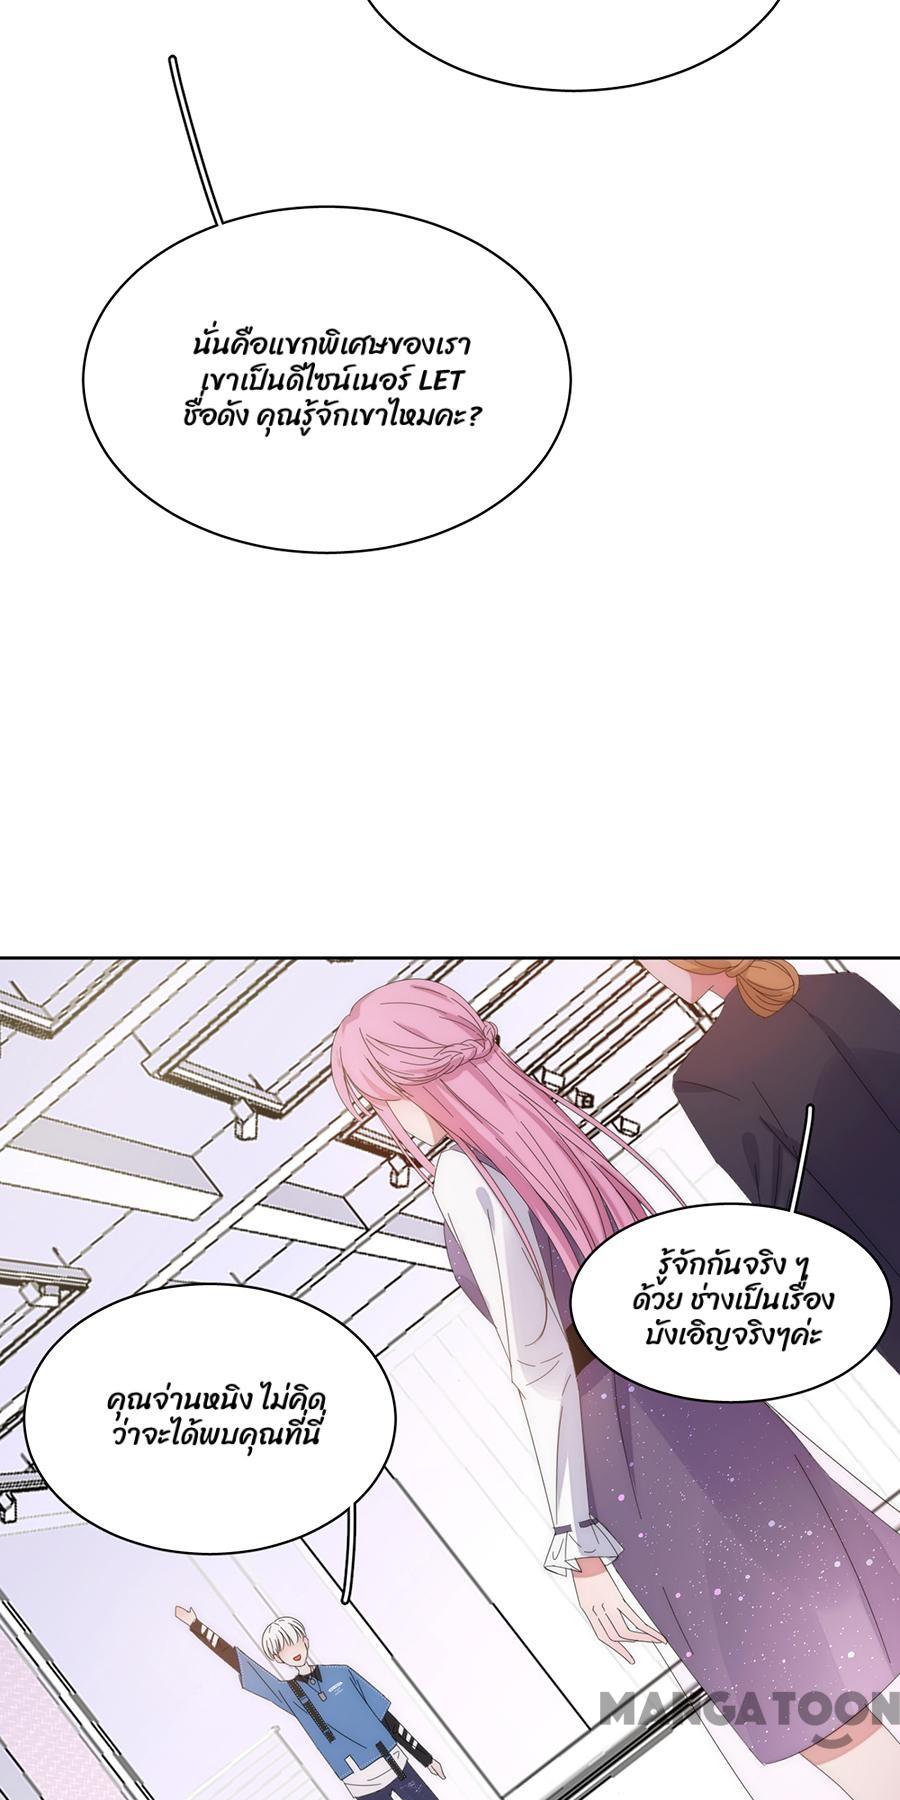 นั่นคือแขกพิเศษของเรา
เขาเป็นดีไซน์เนอร์ LET
ชื่อดัง คุณรู้จักเขาไหมคะ?
รู้จักกันจริง ๆ
ด้วย ช่างเป็นเรื่อง
บังเอิญจริงๆค่ะ
คุณจ่านหนิง ไม่คิด
ว่าจะได้พบคุณที่นี่
MANGATOON